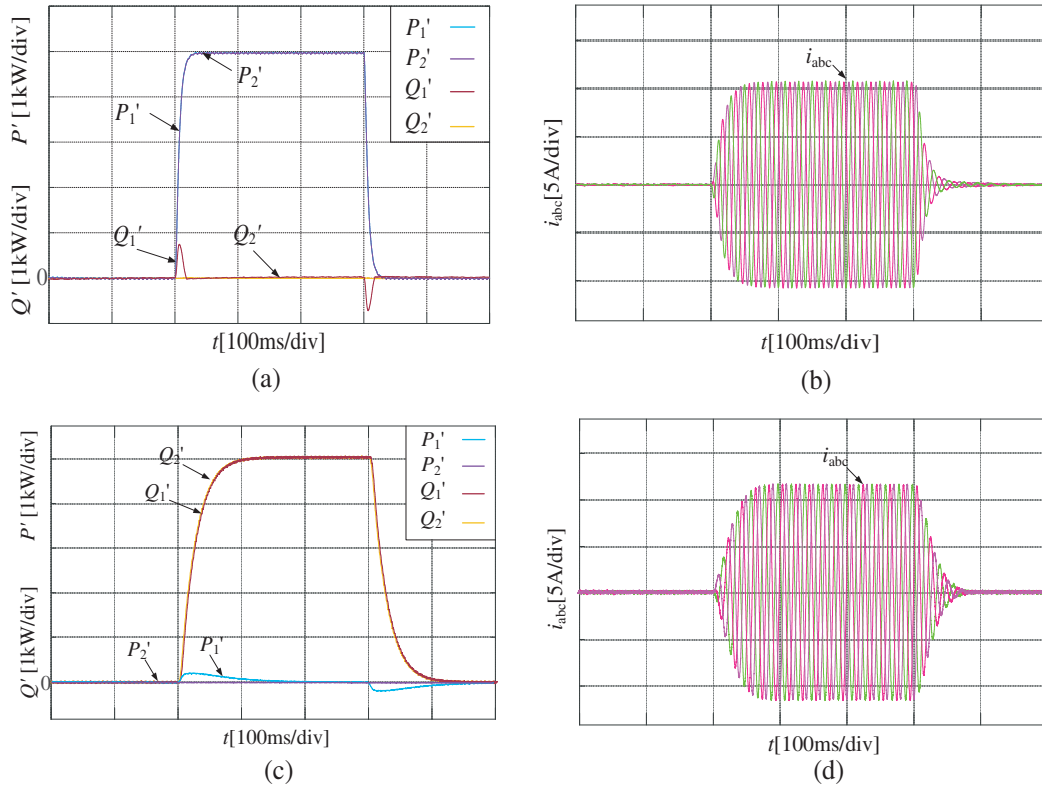 P' [1kW/div]
Q' [1kW/div]
0
P₁'
P₂'
Q₁'
Q₂'
P₁'
P₂'
Q₁'
Q₂'
t[100ms/div]
(a)
i_abc[5A/div]
i_abc
t[100ms/div]
(b)
P' [1kW/div]
Q' [1kW/div]
0
Q₂'
Q₁'
P₂'
P₁'
P₁'
P₂'
Q₁'
Q₂'
t[100ms/div]
(c)
i_abc[5A/div]
i_abc
t[100ms/div]
(d)